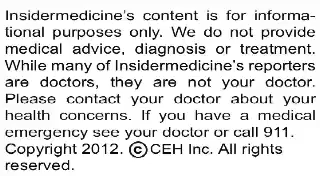 Insidermedicine's content is for informa-
tional purposes only. We do not provide
medical advice, diagnosis or treatment.
While many of Insidermedicine's reporters
are doctors, they are not your doctor.
Please contact your doctor about your
health concerns. If you have a medical
emergency see your doctor or call 911.
Copyright 2012. ©CEH Inc. All rights
reserved.